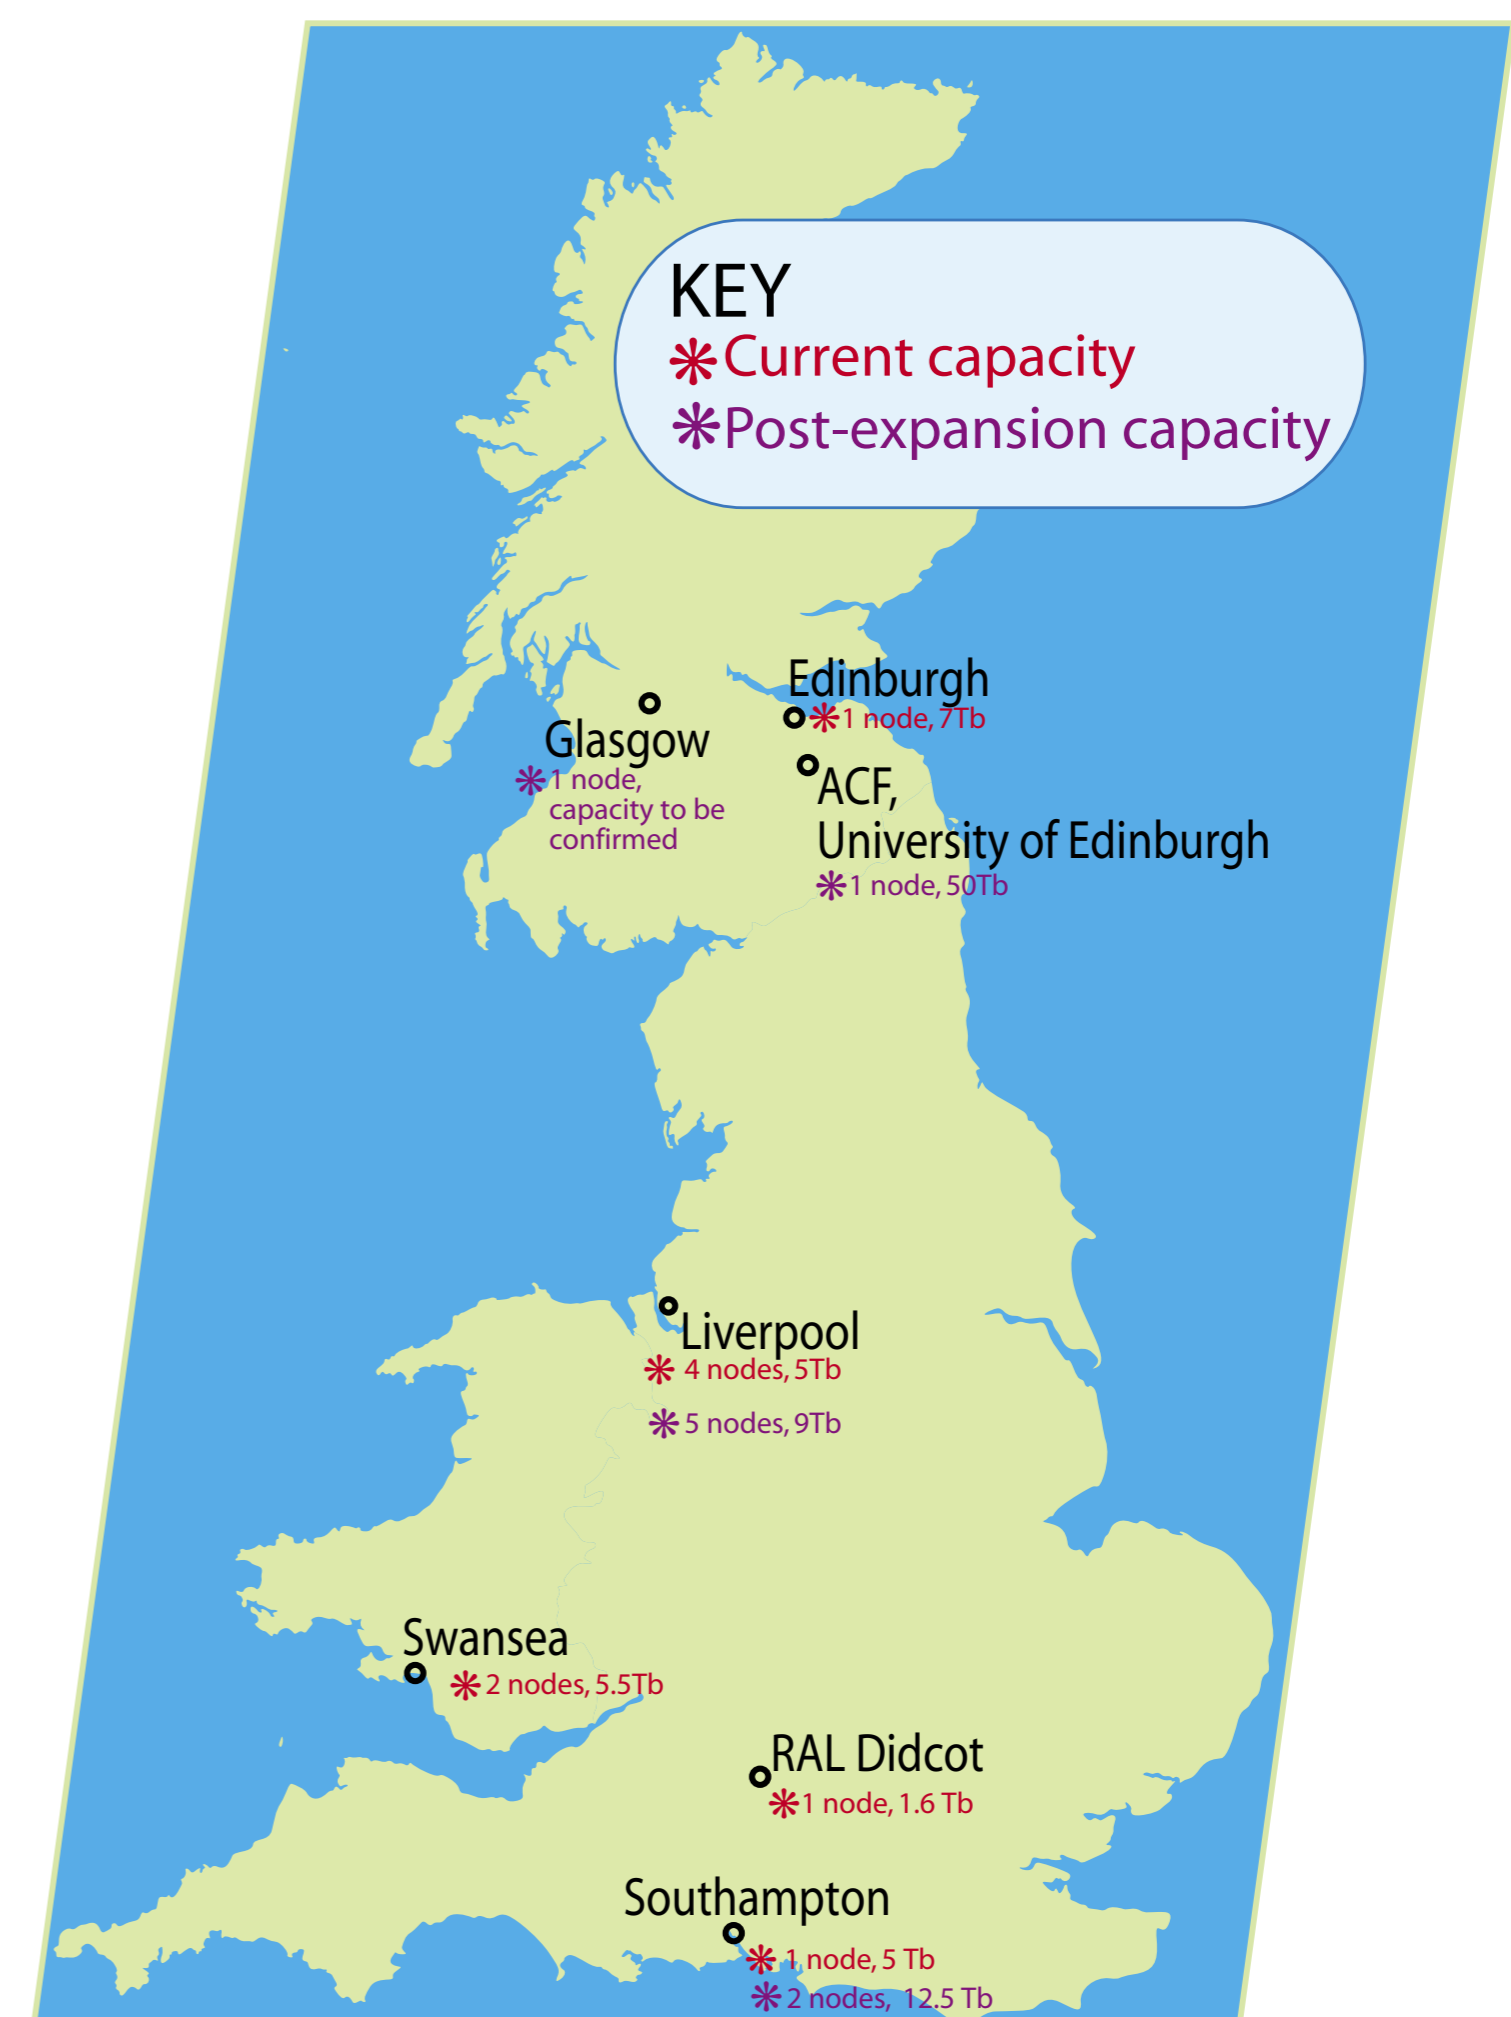 KEY
Current capacity
Post-expansion capacity
Edinburgh
1 node, 7Tb
Glasgow
1 node,
capacity to be
confirmed
ACF,
University of Edinburgh
1 node, 50Tb
Liverpool
4 nodes, 5Tb
5 nodes, 9Tb
Swansea
2 nodes, 5.5Tb
RAL Didcot
1 node, 1.6 Tb
Southampton
1 node, 5 Tb
2 nodes, 12.5 Tb